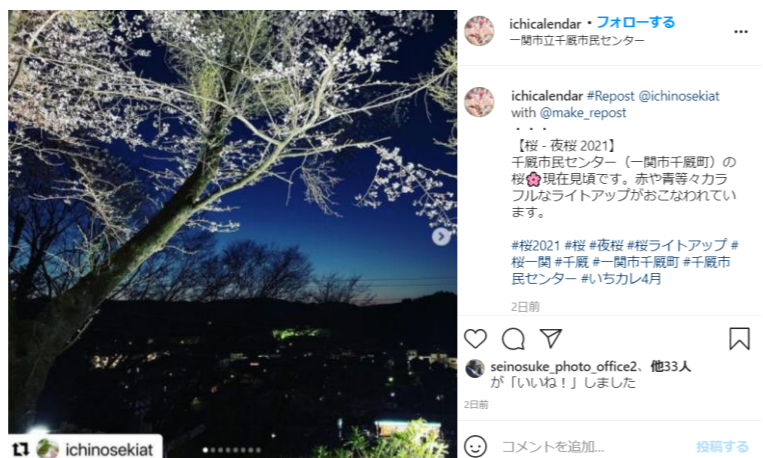 ichicalendar • フォローする
一関市立千厩市民センター
ichicalendar #Repost @ichinosekiat
with @make_repost
・・・
【桜 - 夜桜 2021】
千厩市民センター（一関市千厩町）の
桜🌸現在見頃です。赤や青等々カラ
フルなライトアップがおこなわれてい
ます。
#桜2021 #桜 #夜桜 #桜ライトアップ #
桜一関 #千厩 #一関市千厩町 #千厩市
民センター #いちカレ4月
2日前
seinosuke_photo_office2、他33人
が「いいね！」しました
2日前
コメントを追加... 投稿する
ichinosekiat